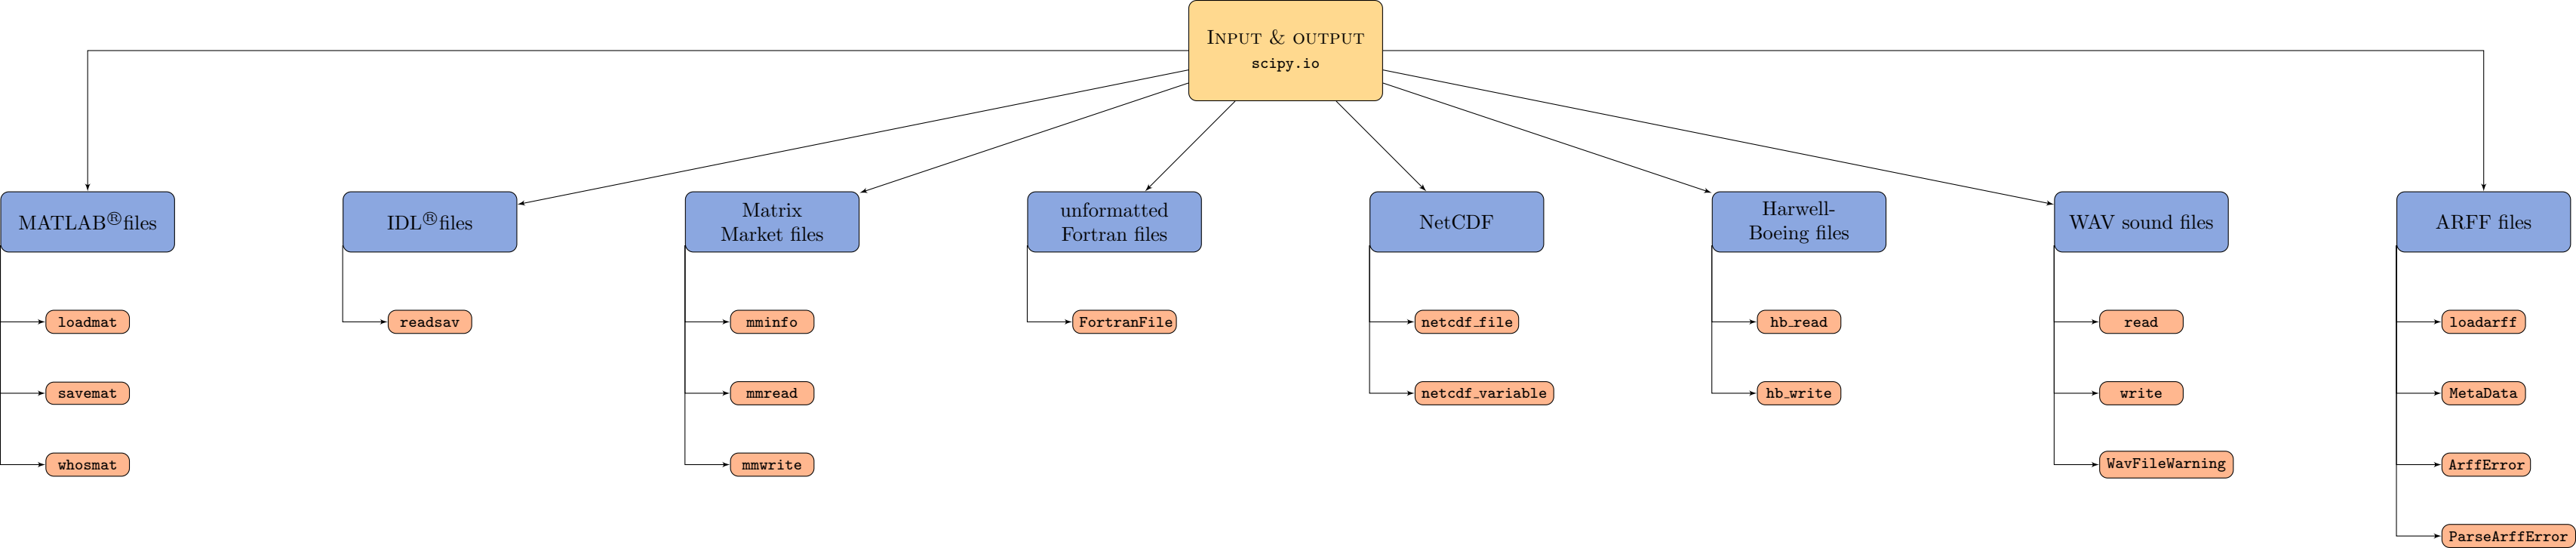 INPUT & OUTPUT
scipy.io
MATLAB®files
IDL®files
Matrix
Market files
unformatted
Fortran files
NetCDF
Harwell-
Boeing files
WAV sound files
ARFF files
loadmat
readsav
mminfo
FortranFile
netcdf_file
hb_read
read
loadarff
savemat
mmread
netcdf_variable
hb_write
write
MetaData
whosmat
mmwrite
WavFileWarning
ArffError
ParseArffError